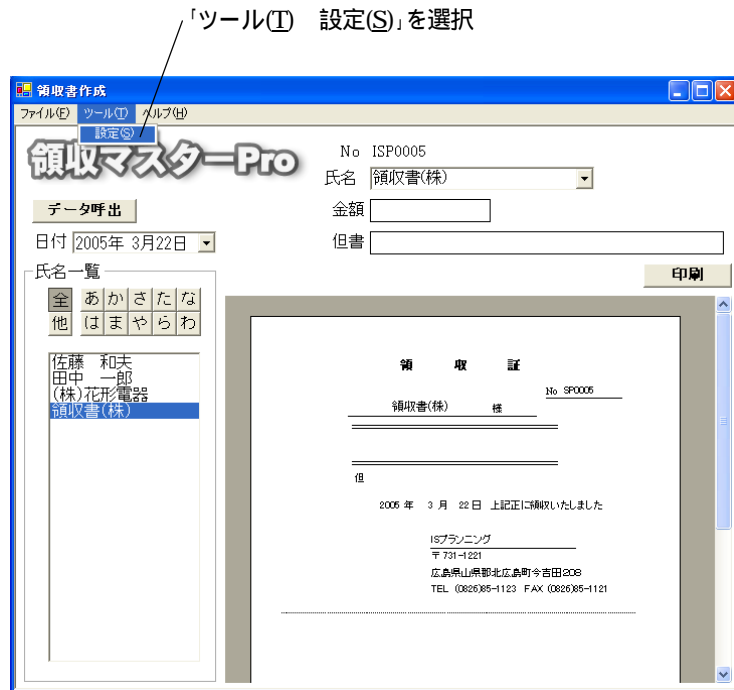 「ツール(T)　設定(S)」を選択
領収書作成
ファイル(F) ツール(T) ヘルプ(H)
設定(S)
領収マスターPro
No ISP0005
氏名 領収書(株)
データ呼出
金額
日付 2005年 3月22日
但書
氏名一覧
印刷
全 あ か さ た な
他 は ま や ら わ
佐藤　和夫
田中　一郎
(株)花形電器
領収書(株)
領　収　証
No SP0005
領収書(株)　様
但
2005 年 3 月 22 日 上記正に領収いたしました
ISプランニング
〒731-1221
広島県山県郡北広島町今吉田208
TEL (0826)85-1123 FAX (0826)85-1121